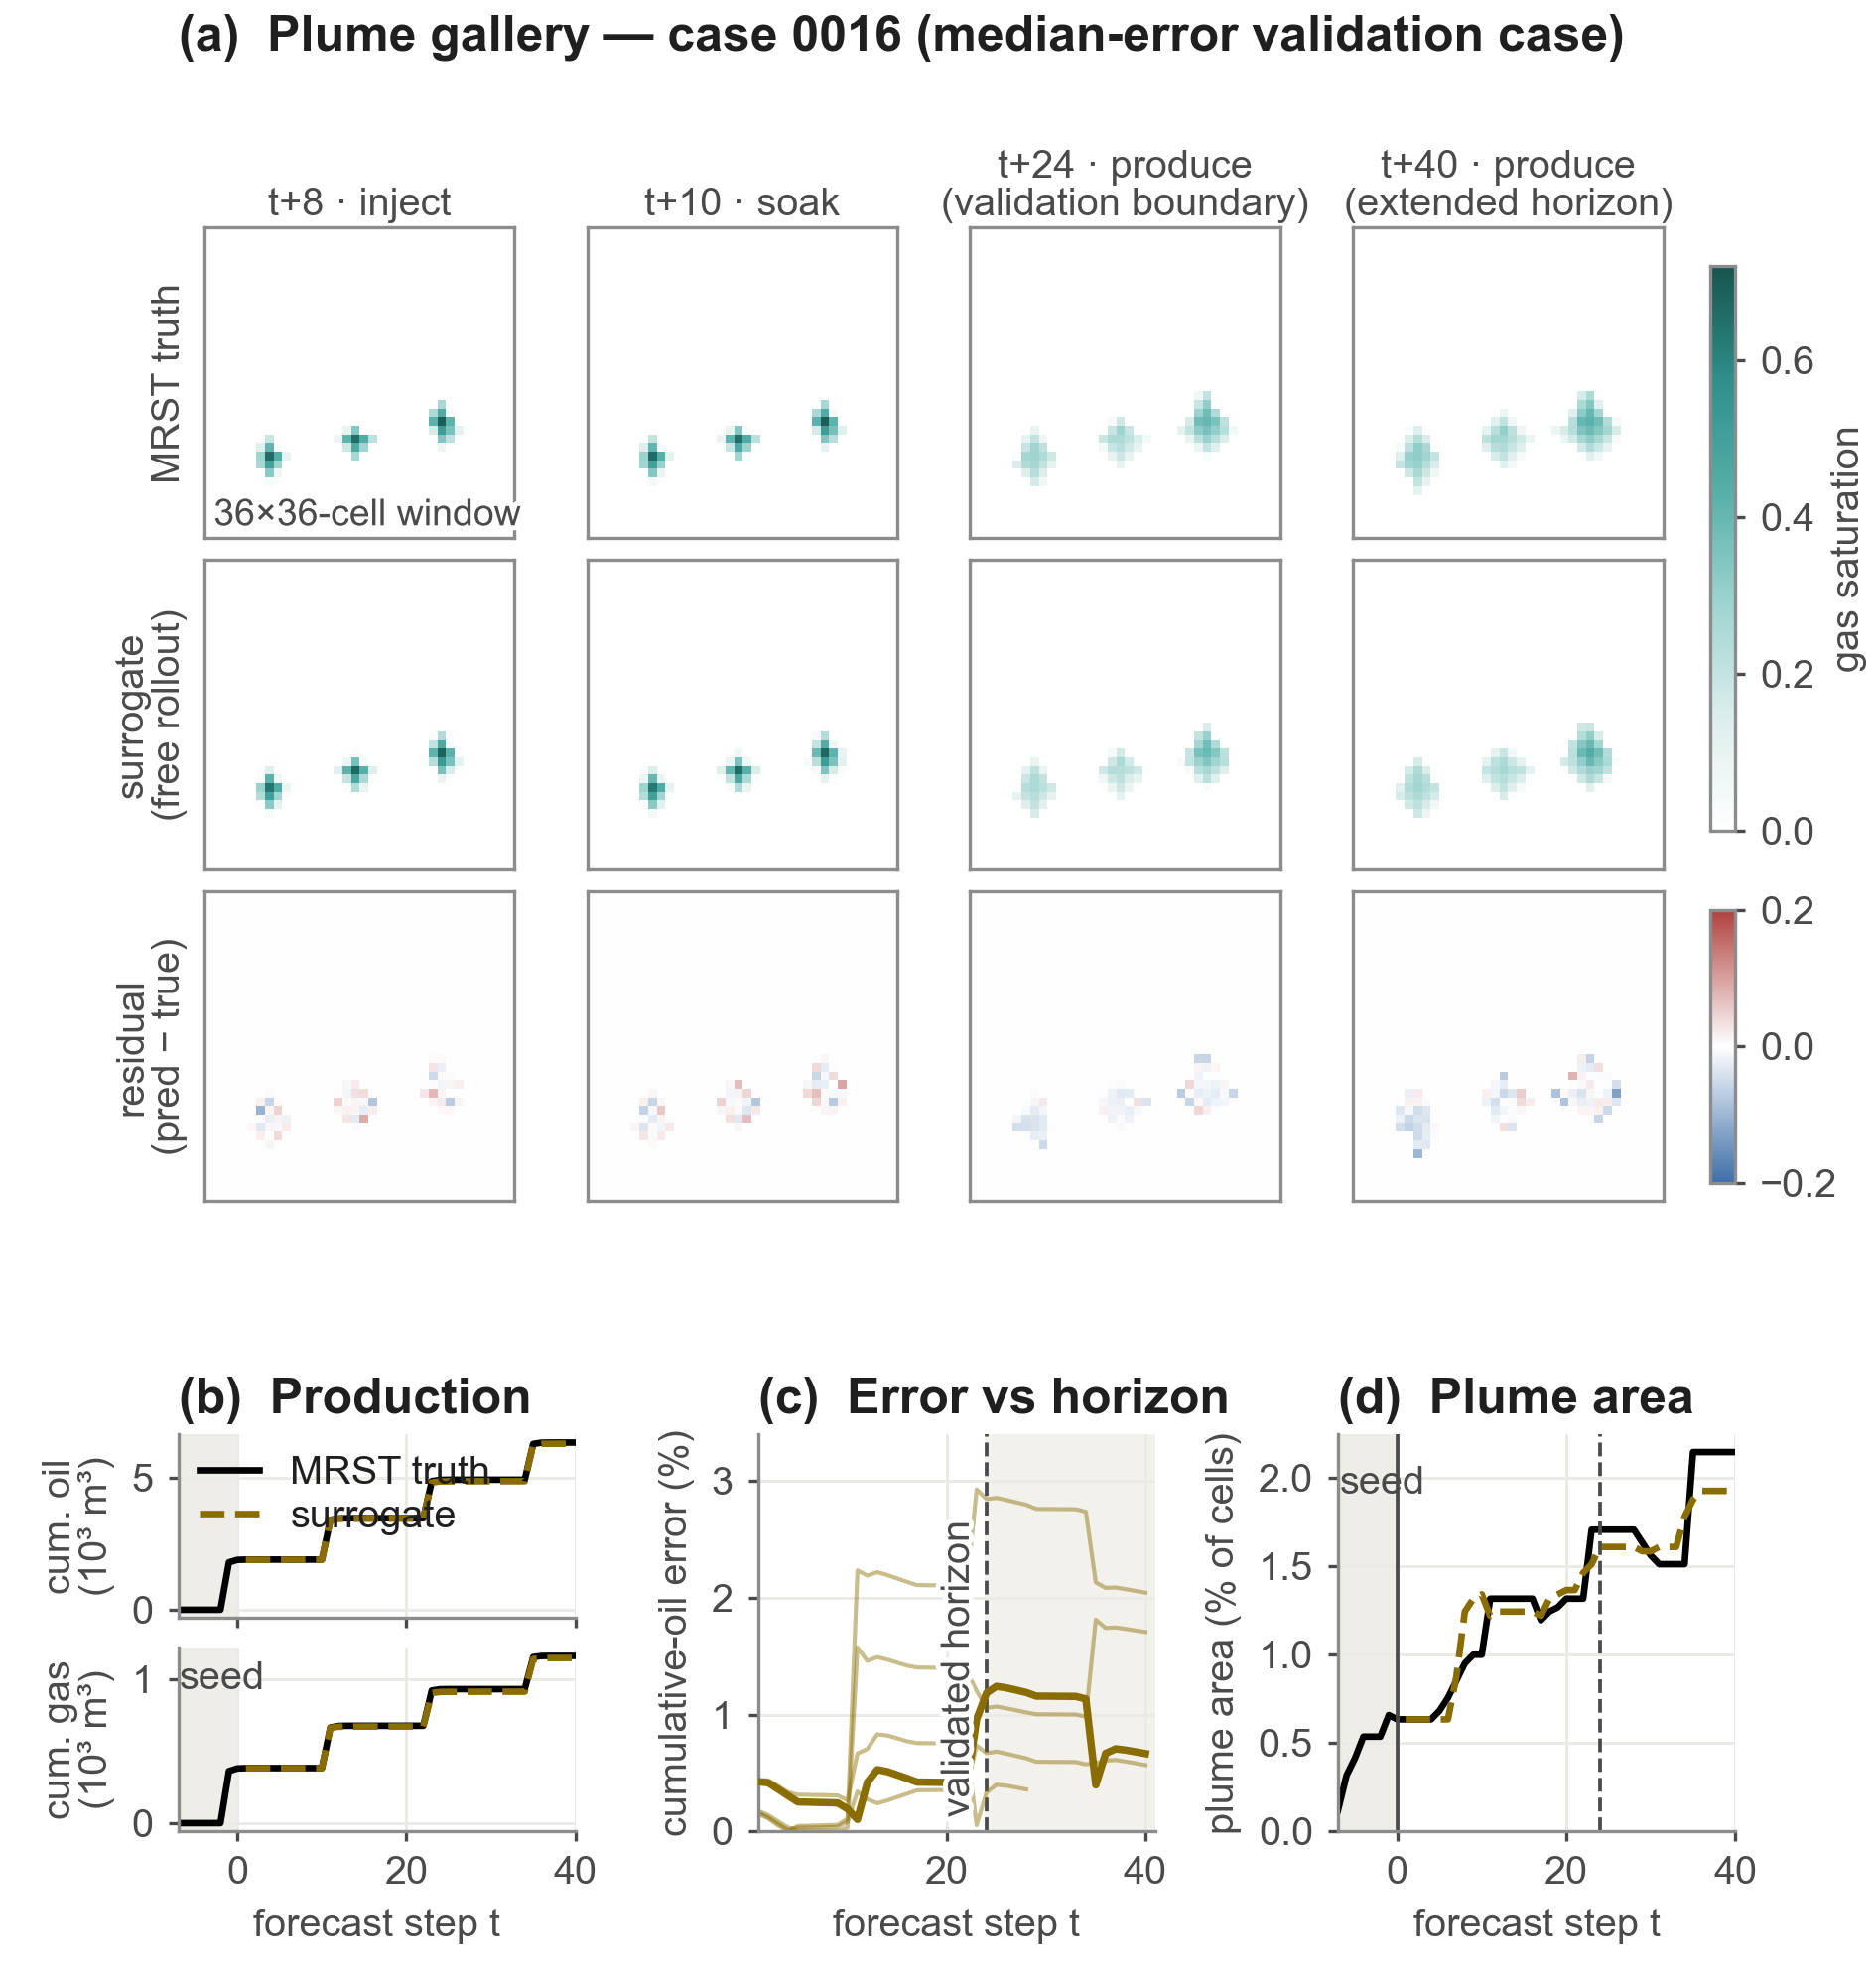 (a) Plume gallery — case 0016 (median-error validation case)
t+8 · inject
t+10 · soak
t+24 · produce
(validation boundary)
t+40 · produce
(extended horizon)
MRST truth
36×36-cell window
surrogate
(free rollout)
residual
(pred − true)
0.6
0.4
0.2
0.0
gas saturation
0.2
0.0
−0.2
(b) Production
cum. oil
(10³ m³)
5
0
MRST truth
surrogate
cum. gas
(10³ m³)
1
0
seed
0
20
40
forecast step t
(c) Error vs horizon
cumulative-oil error (%)
3
2
1
0
validated horizon
20
40
forecast step t
(d) Plume area
plume area (% of cells)
2.0
1.5
1.0
0.5
0.0
seed
0
20
40
forecast step t